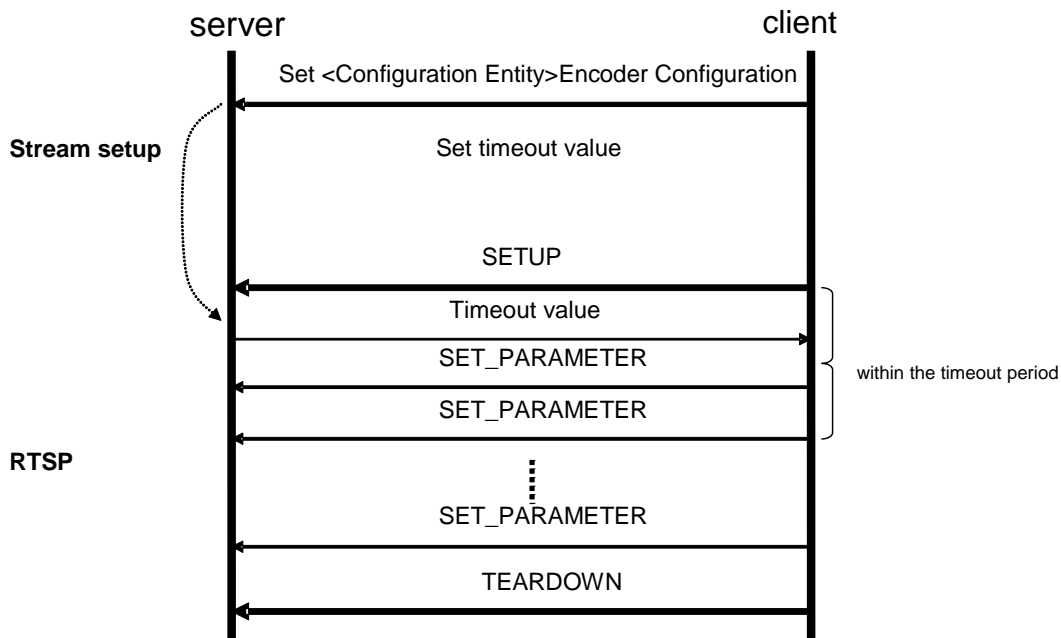 server
client
Set <Configuration Entity>Encoder Configuration
Stream setup
Set timeout value
SETUP
Timeout value
SET_PARAMETER
within the timeout period
SET_PARAMETER
RTSP
SET_PARAMETER
TEARDOWN